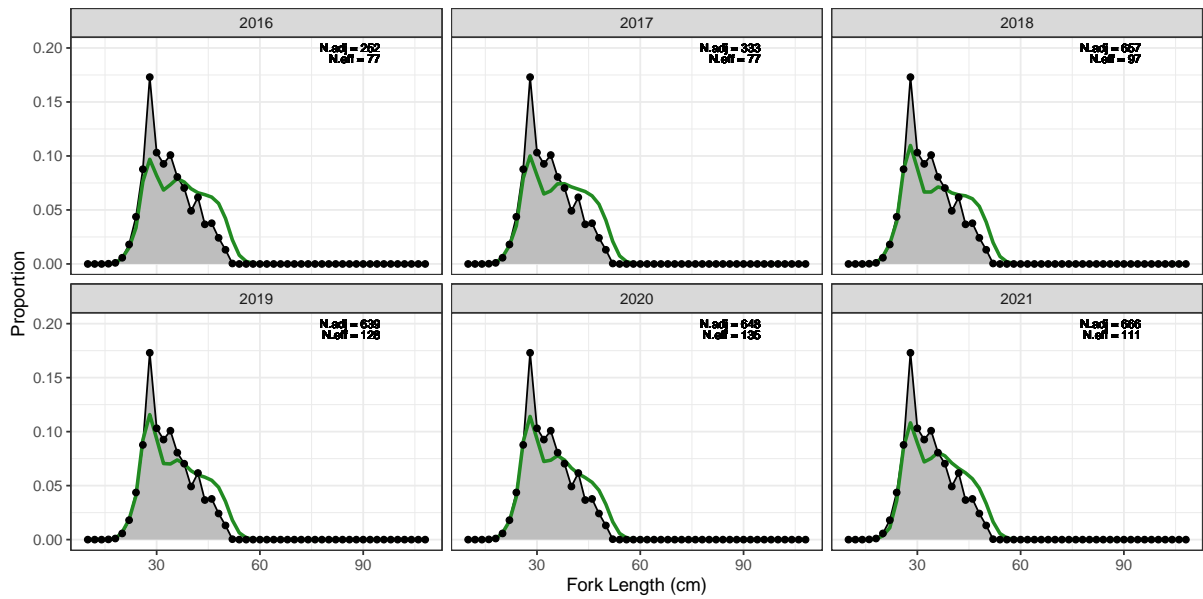 2016
2017
2018
N.adj = 252
N.eff = 77
N.adj = 333
N.eff = 77
N.adj = 657
N.eff = 97
0.20
0.15
0.10
0.05
0.00
2019
2020
2021
N.adj = 639
N.eff = 128
N.adj = 648
N.eff = 135
N.adj = 666
N.eff = 111
0.20
0.15
0.10
0.05
0.00
Proportion
30
60
90
30
60
90
30
60
90
Fork Length (cm)